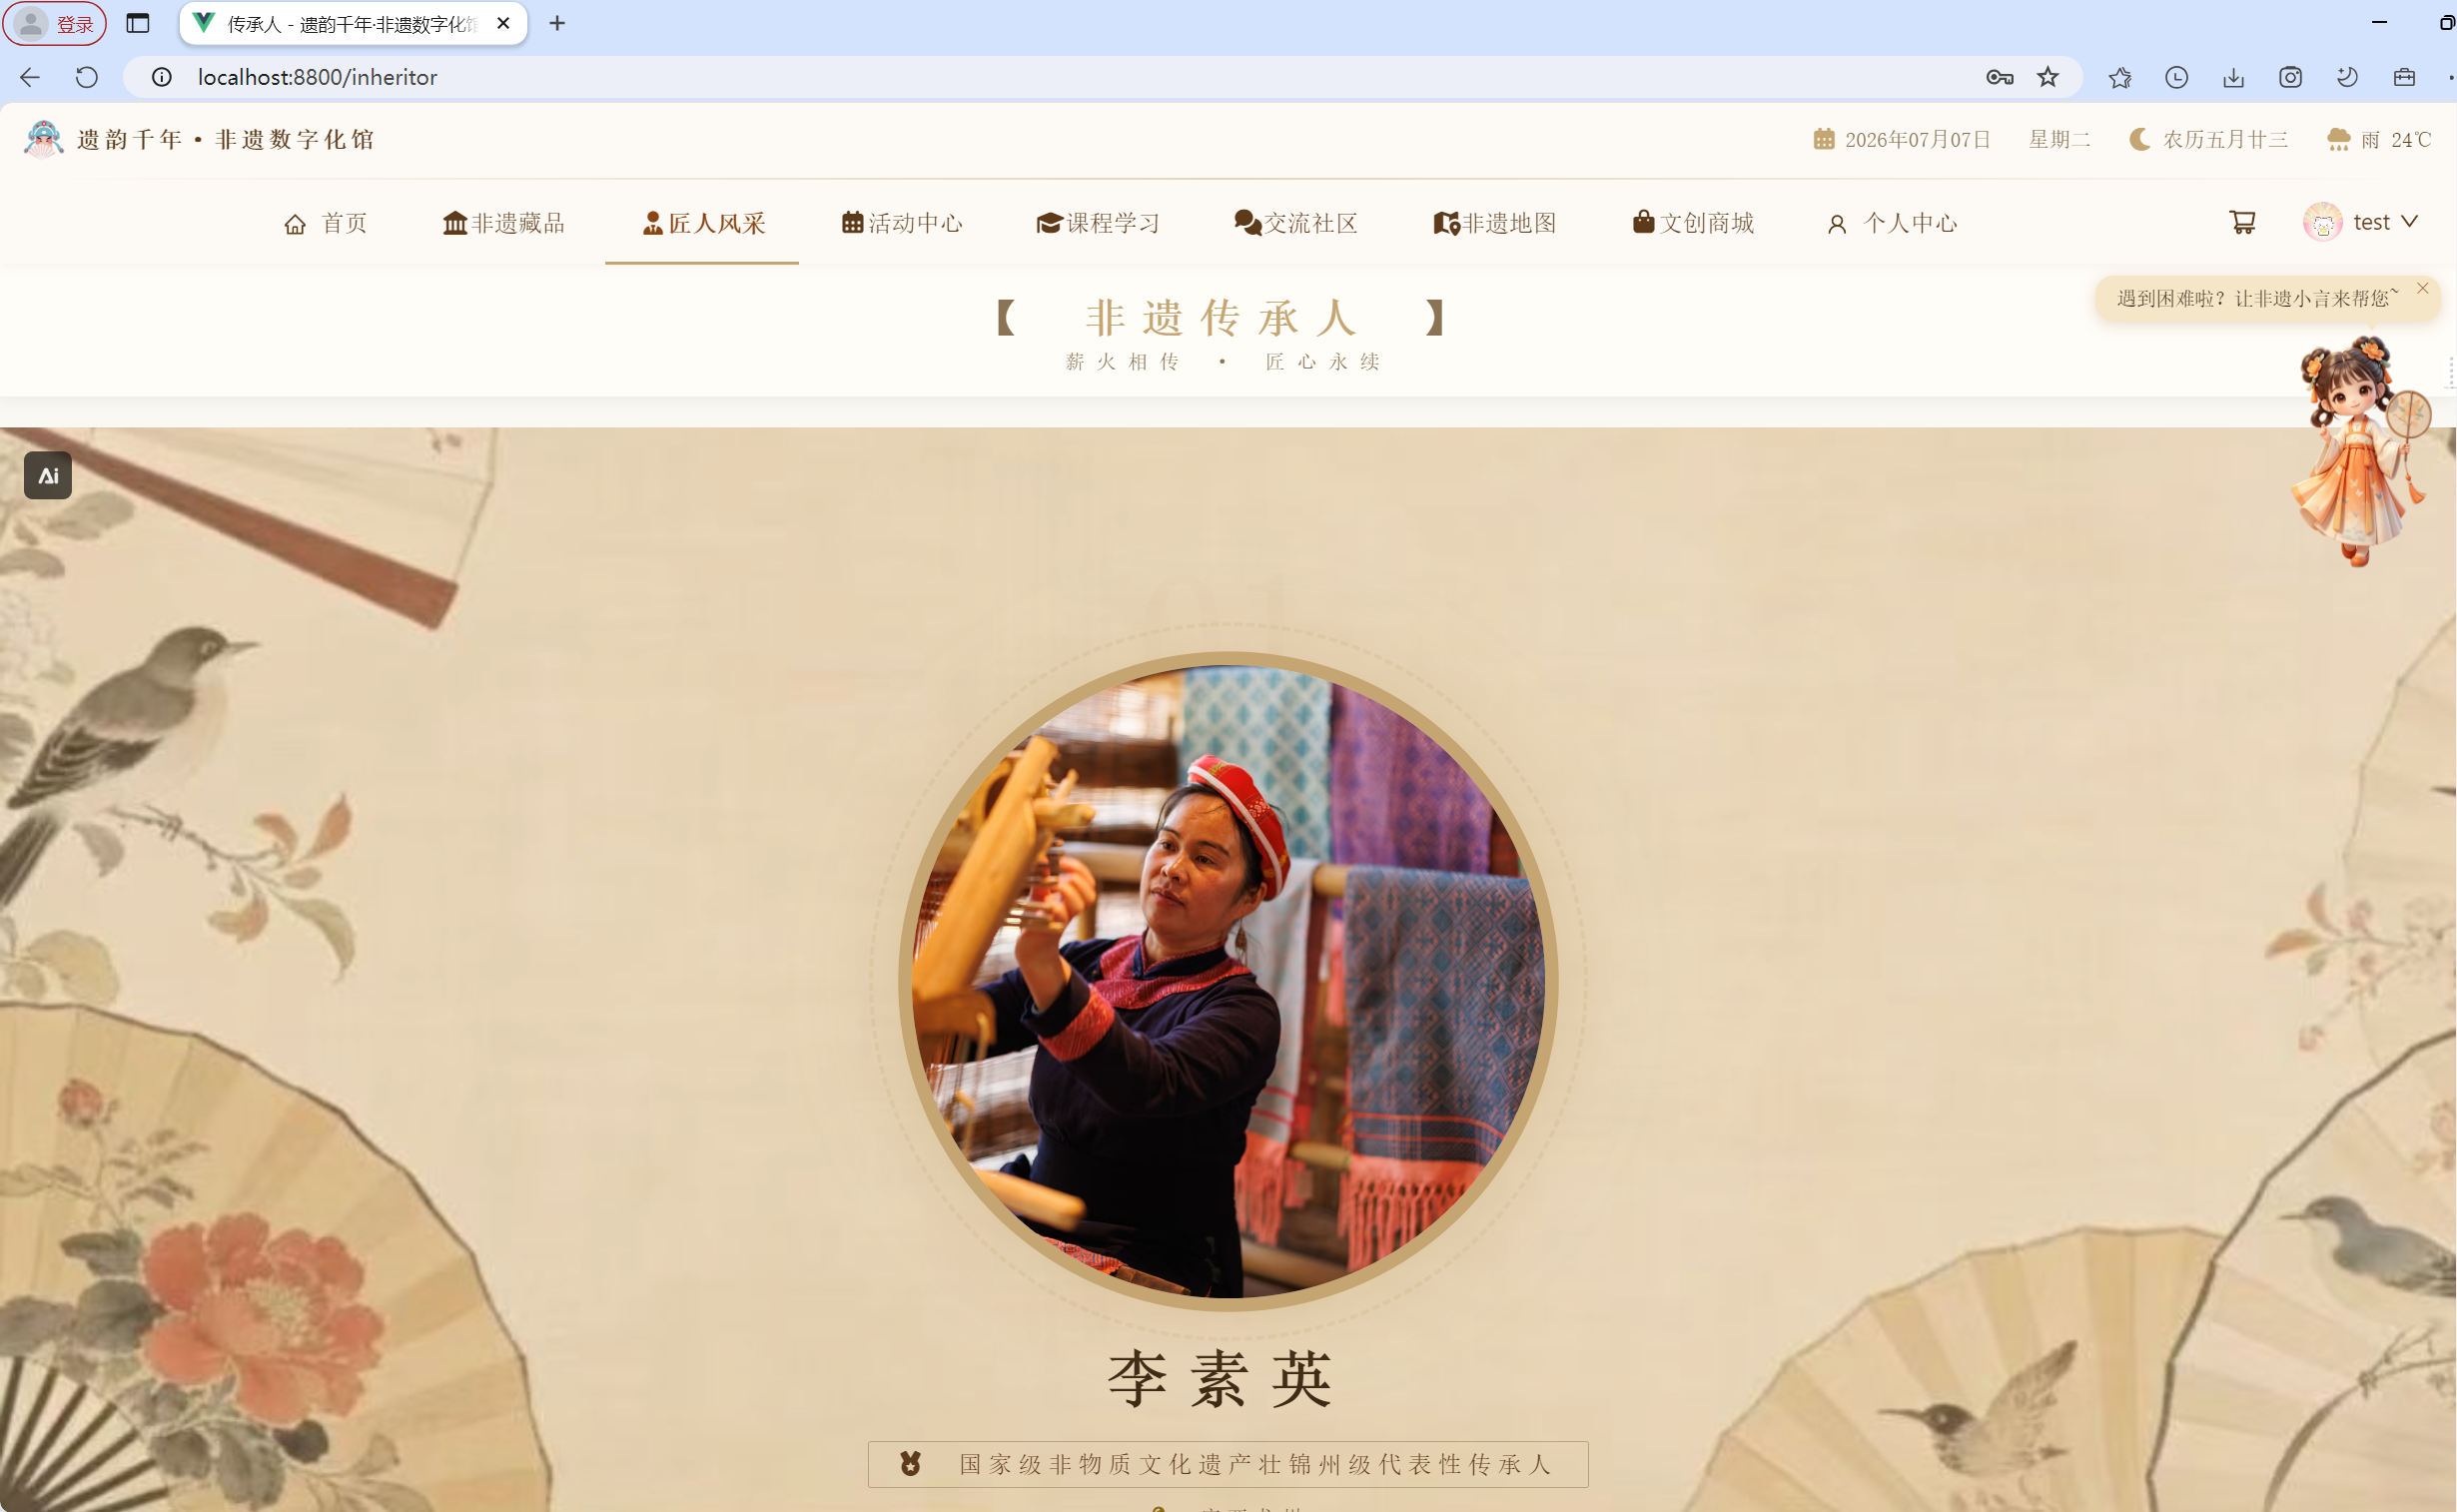 登录
传承人 - 遗韵千年·非遗数字化馆
localhost:8800/inheritor
遗韵千年·非遗数字化馆
2026年07月07日 星期二 农历五月廿三 雨 24℃
首页 非遗藏品 匠人风采 活动中心 课程学习 交流社区 非遗地图 文创商城 个人中心 test
【 非遗传承人 】
薪火相传 · 匠心永续
遇到困难啦？让非遗小言来帮您~
Ai
李素英
国家级非物质文化遗产壮锦州级代表性传承人